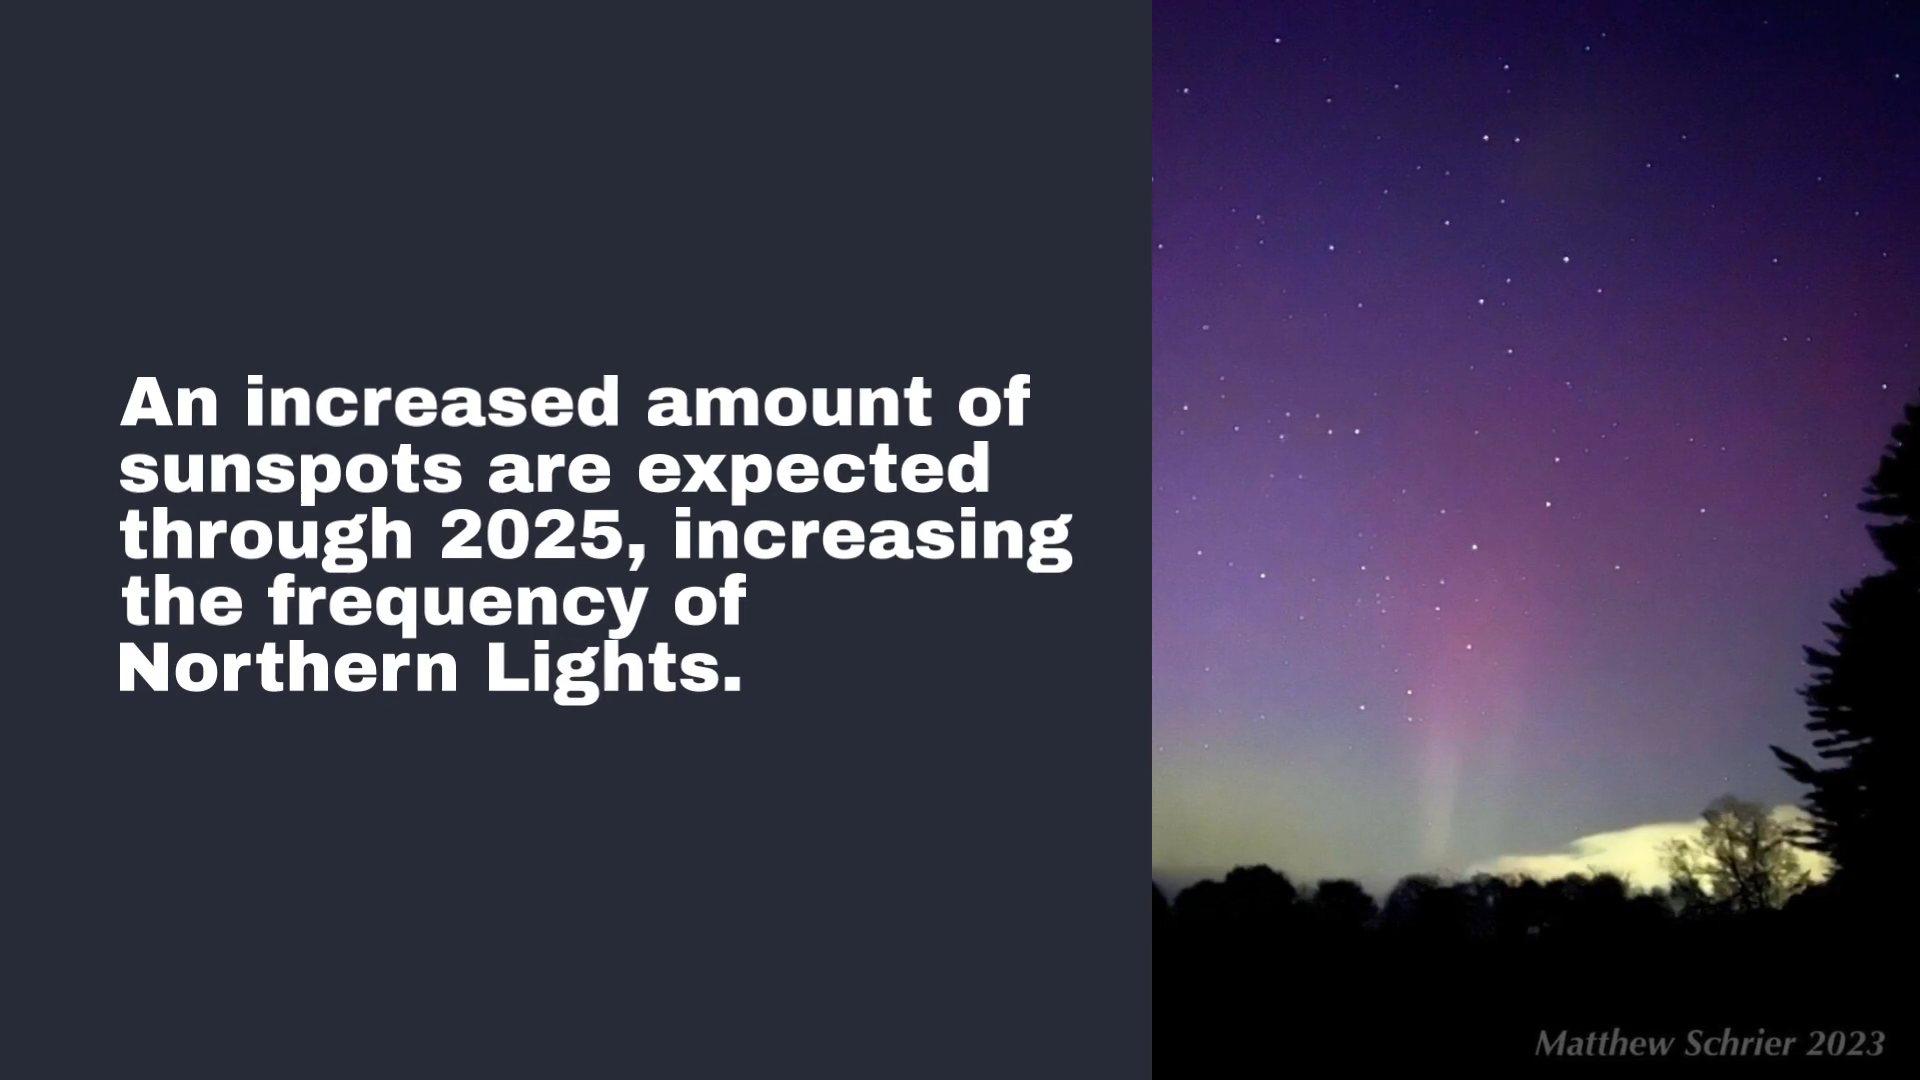 An increased amount of
sunspots are expected
through 2025, increasing
the frequency of
Northern Lights.
Matthew Schrier 2023